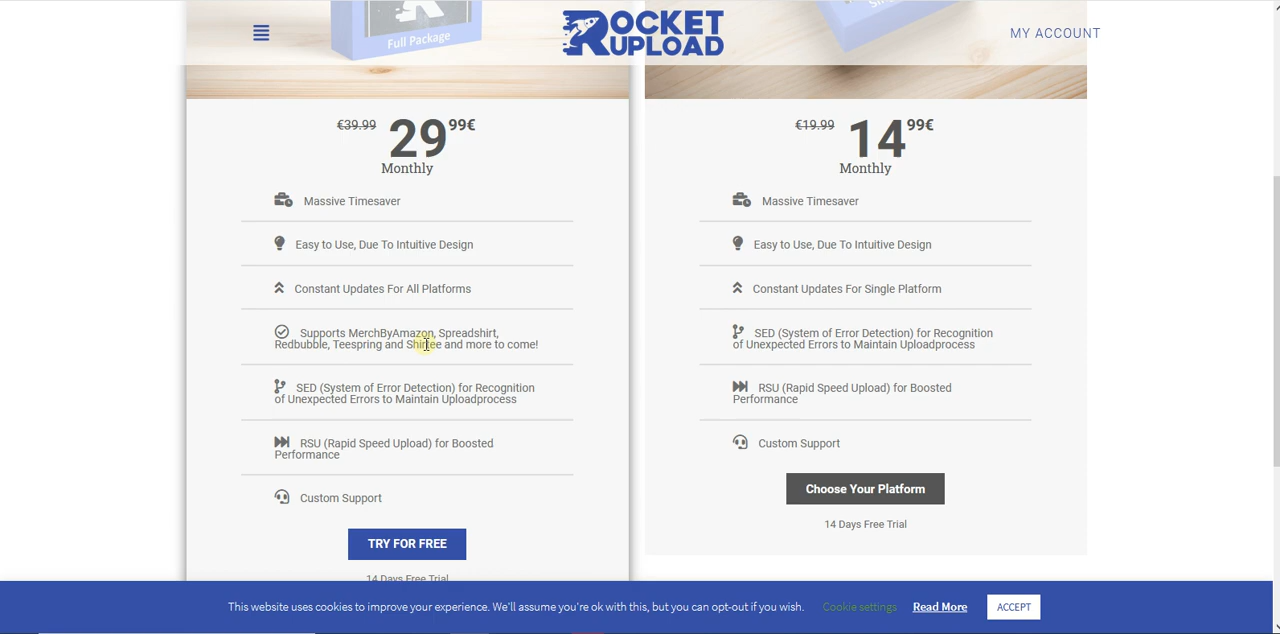 Full Package
ROCKET
UPLOAD
MY ACCOUNT
€39.99 29 99€
Monthly
Massive Timesaver
Easy to Use, Due To Intuitive Design
Constant Updates For All Platforms
Supports MerchByAmazon, Spreadshirt,
Redbubble, Teespring and Shirtee and more to come!
SED (System of Error Detection) for Recognition
of Unexpected Errors to Maintain Uploadprocess
RSU (Rapid Speed Upload) for Boosted
Performance
Custom Support
TRY FOR FREE
14 Days Free Trial
€19.99 14 99€
Monthly
Massive Timesaver
Easy to Use, Due To Intuitive Design
Constant Updates For Single Platform
SED (System of Error Detection) for Recognition
of Unexpected Errors to Maintain Uploadprocess
RSU (Rapid Speed Upload) for Boosted
Performance
Custom Support
Choose Your Platform
14 Days Free Trial
This website uses cookies to improve your experience. We'll assume you're ok with this, but you can opt-out if you wish. Cookie settings Read More ACCEPT